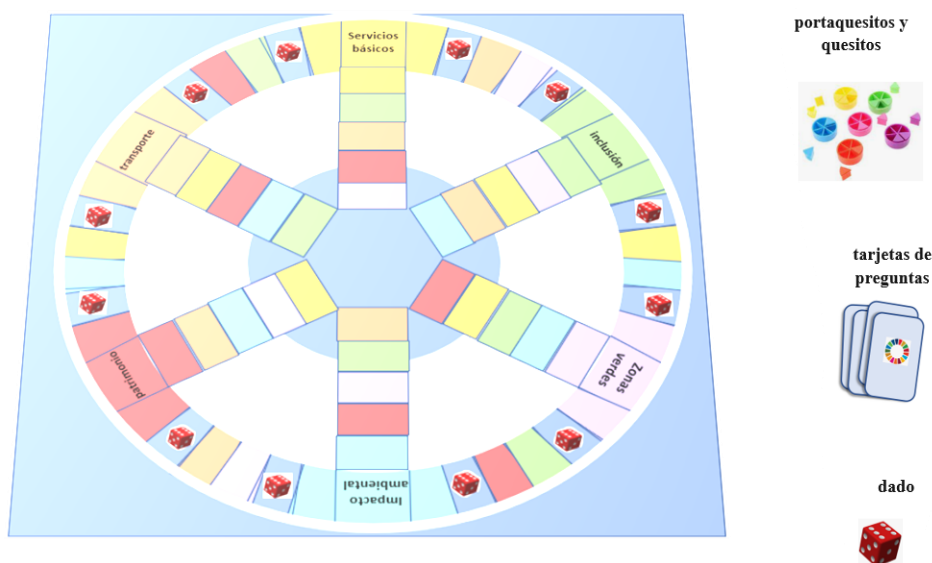 portaquesitos y
quesitos
Servicios
básicos
transporte
inclusión
tarjetas de
preguntas
patrimonio
Zonas
verdes
Impacto
ambiental
dado